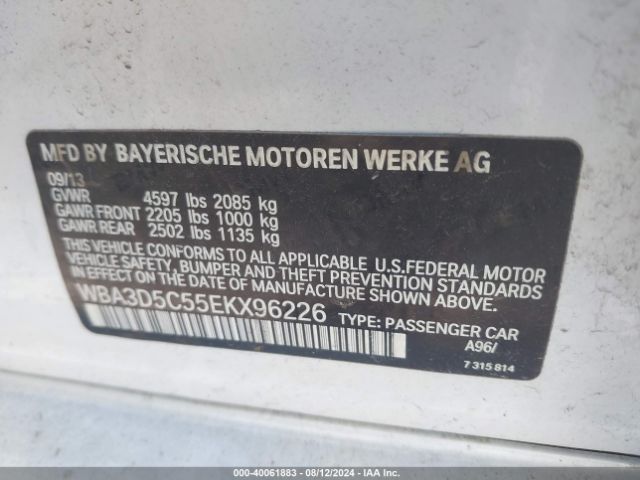 MFD BY BAYERISCHE MOTOREN WERKE AG
09/13
GVWR 4597 lbs 2085 kg
GAWR FRONT 2205 lbs 1000 kg
GAWR REAR 2502 lbs 1135 kg
THIS VEHICLE CONFORMS TO ALL APPLICABLE U.S.FEDERAL MOTOR
VEHICLE SAFETY, BUMPER AND THEFT PREVENTION STANDARDS
IN EFFECT ON THE DATE OF MANUFACTURE SHOWN ABOVE.
WBA3D5C55EKX96226 TYPE: PASSENGER CAR
A96/
7 315 814
000-40061883 - 08/12/2024 - IAA Inc.